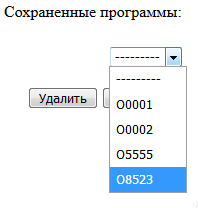 Сохраненные программы:
---------
Удалить
---------
O0001
O0002
O5555
O8523